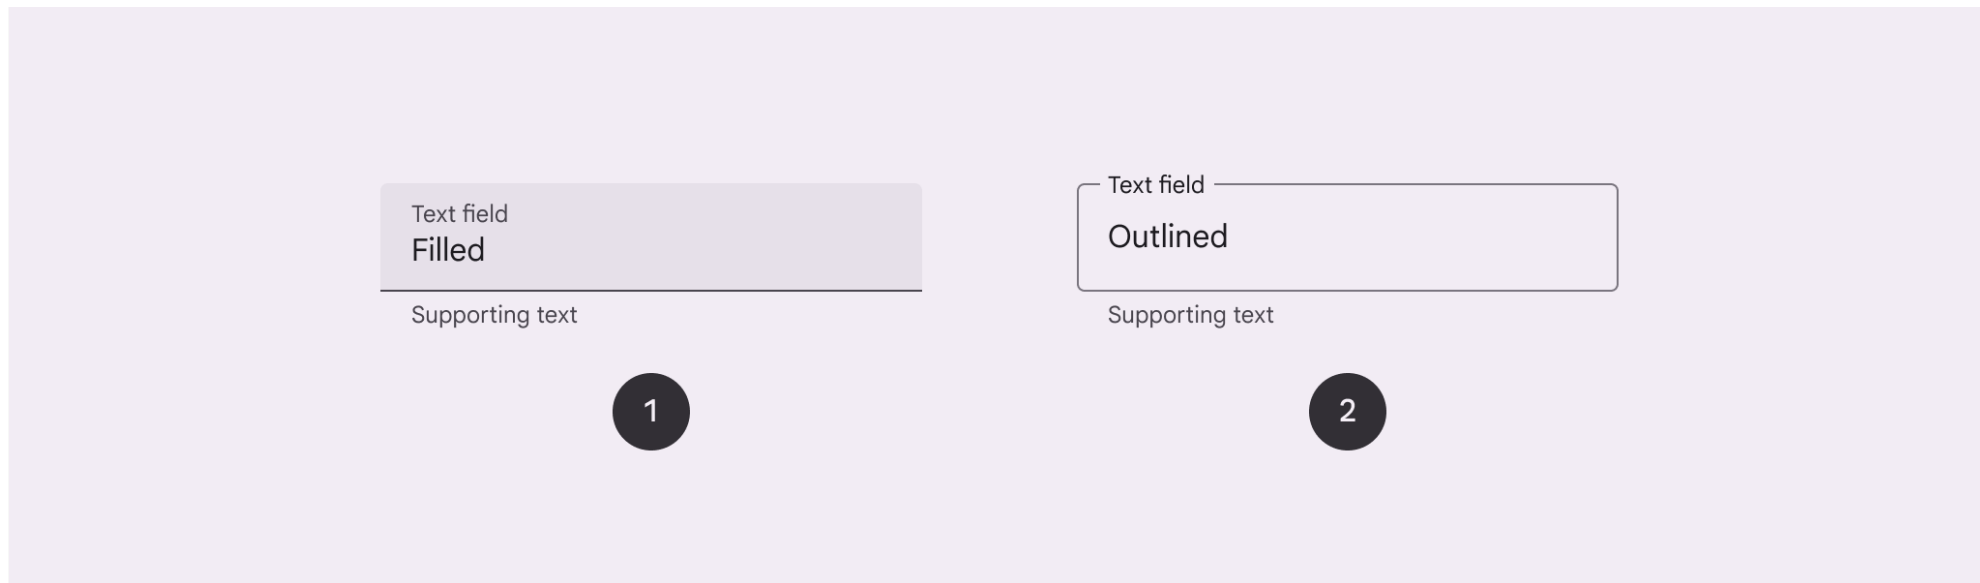 Text field
Filled
Supporting text
1
Text field
Outlined
Supporting text
2